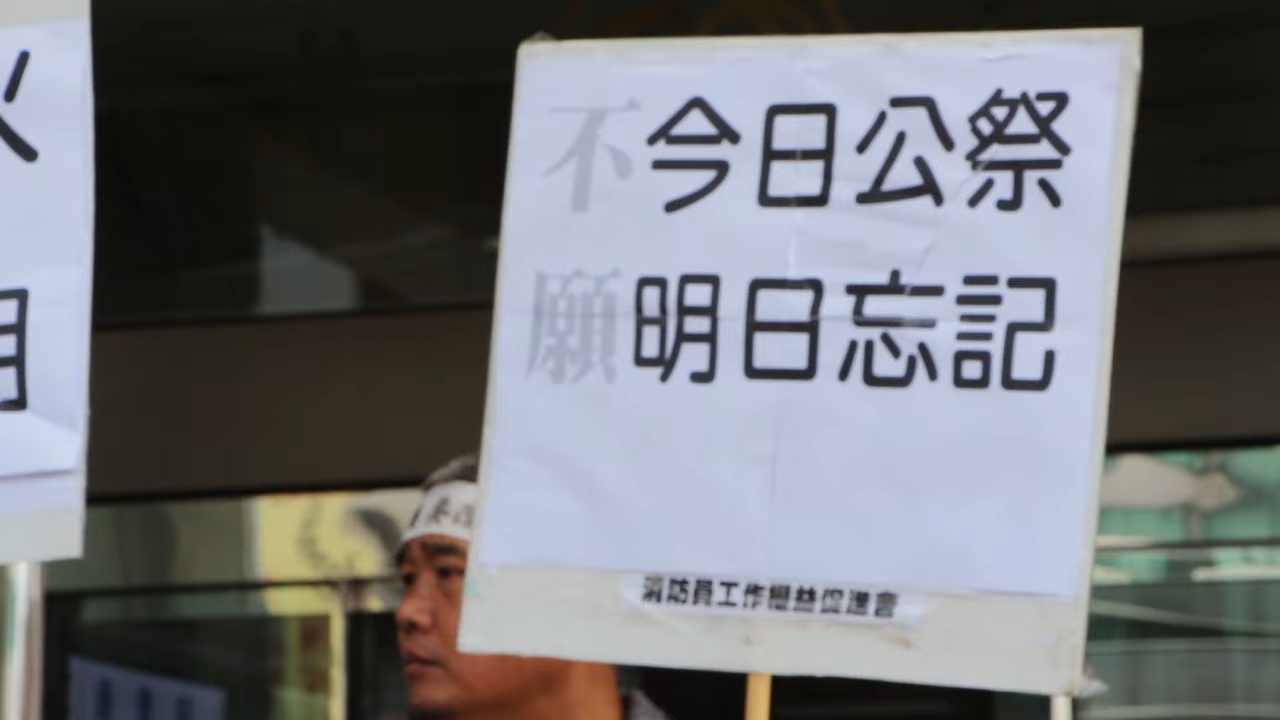 不今日公祭
願明日忘記
消防員工作權益促進會